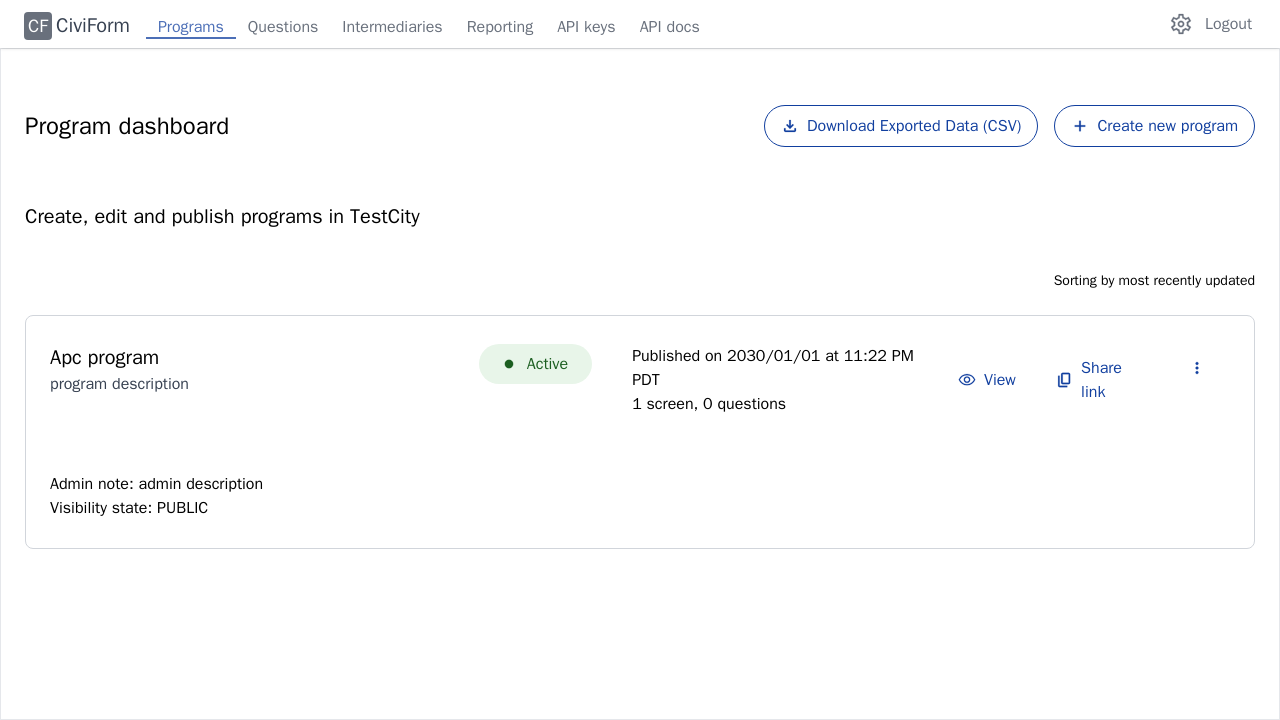 CF CiviForm Programs Questions Intermediaries Reporting API keys API docs Logout
Program dashboard Download Exported Data (CSV) Create new program
Create, edit and publish programs in TestCity
Sorting by most recently updated
Apc program
program description
Active
Published on 2030/01/01 at 11:22 PM
PDT
1 screen, 0 questions
View
Share
link
Admin note: admin description
Visibility state: PUBLIC